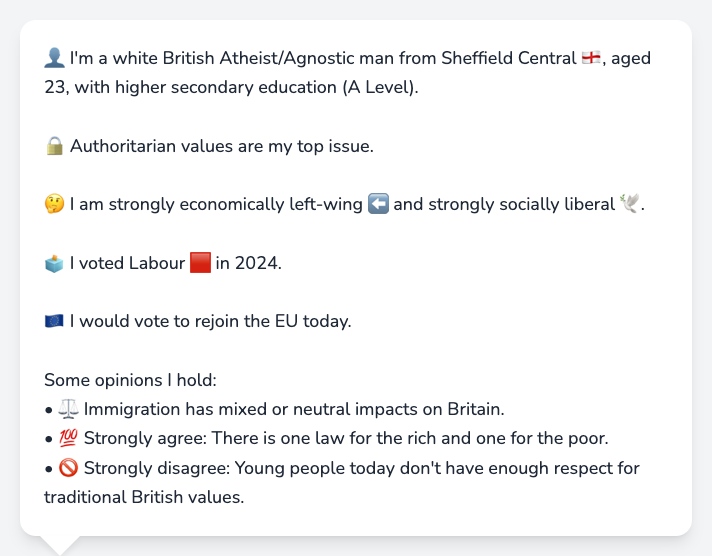 👤 I'm a white British Atheist/Agnostic man from Sheffield Central 🏴󠁧󠁢󠁥󠁮󠁧󠁿, aged
23, with higher secondary education (A Level).
🔒 Authoritarian values are my top issue.
🤔 I am strongly economically left-wing ⬅️ and strongly socially liberal 🕊️.
🗳️ I voted Labour 🟥 in 2024.
🇪🇺 I would vote to rejoin the EU today.
Some opinions I hold:
• ⚖️ Immigration has mixed or neutral impacts on Britain.
• 💯 Strongly agree: There is one law for the rich and one for the poor.
• 🚫 Strongly disagree: Young people today don't have enough respect for
traditional British values.